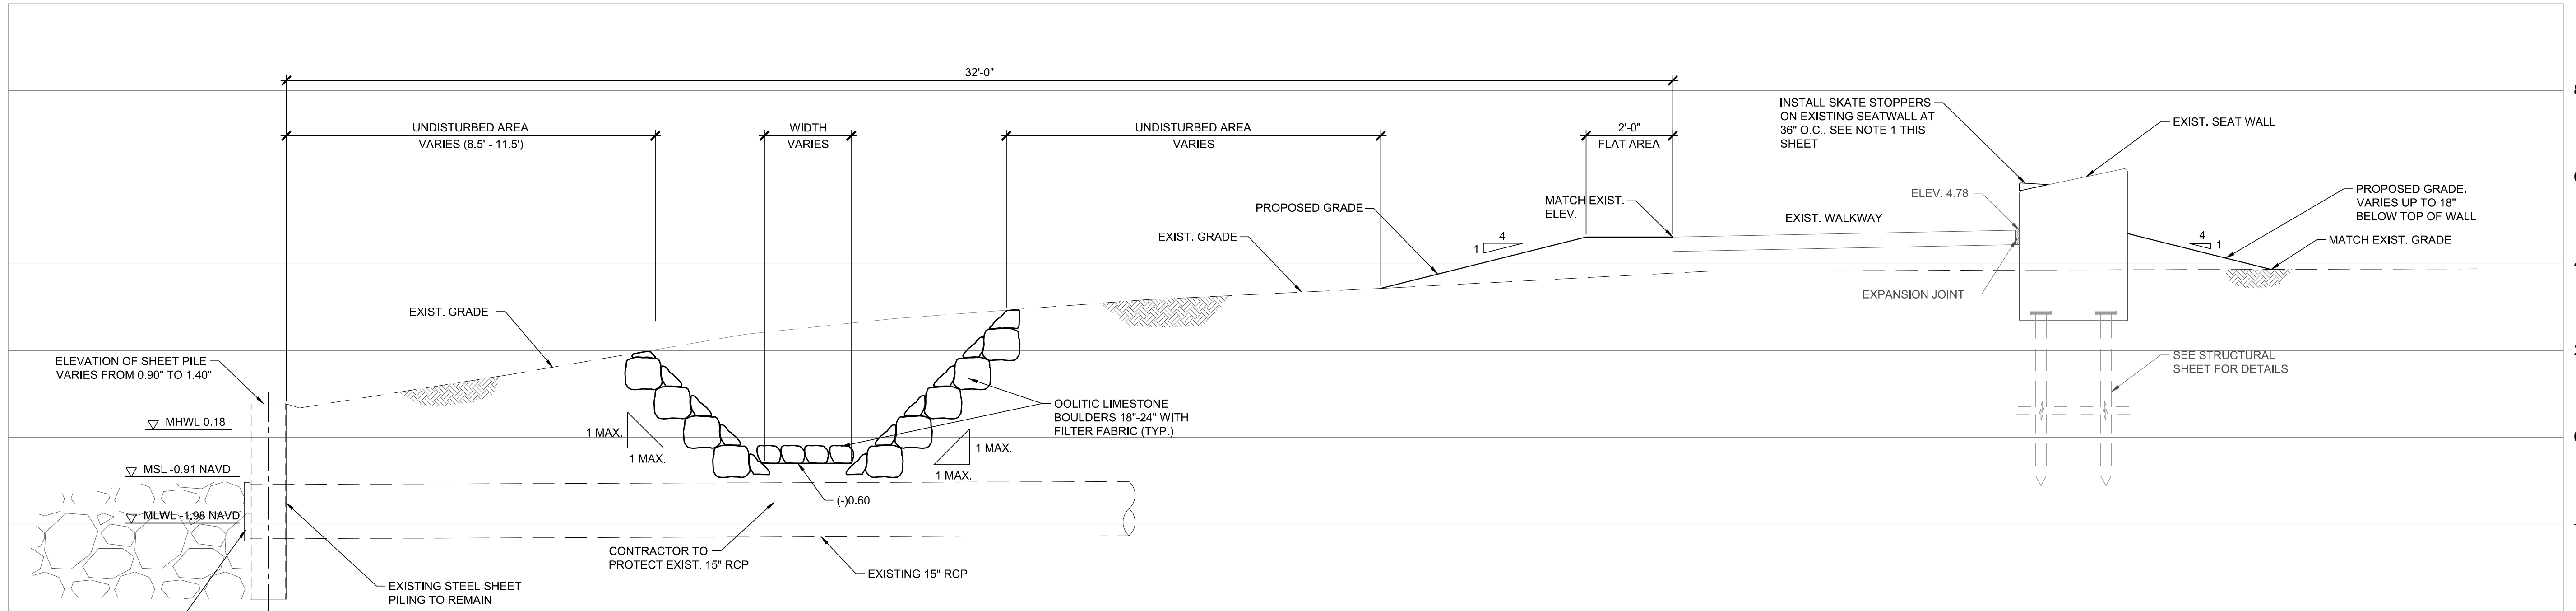 32'-0"
UNDISTURBED AREA
VARIES (8.5' - 11.5')
WIDTH
VARIES
UNDISTURBED AREA
VARIES
2'-0"
FLAT AREA
INSTALL SKATE STOPPERS
ON EXISTING SEATWALL AT
36" O.C.. SEE NOTE 1 THIS
SHEET
EXIST. SEAT WALL
PROPOSED GRADE.
VARIES UP TO 18"
BELOW TOP OF WALL
MATCH EXIST. GRADE
4
1
ELEV. 4.78
EXIST. WALKWAY
MATCH EXIST.
ELEV.
PROPOSED GRADE
EXIST. GRADE
4
1
EXPANSION JOINT
SEE STRUCTURAL
SHEET FOR DETAILS
EXIST. GRADE
ELEVATION OF SHEET PILE
VARIES FROM 0.90" TO 1.40"
MHWL 0.18
MSL -0.91 NAVD
MLWL -1.98 NAVD
1 MAX.
1 MAX.
OOLITIC LIMESTONE
BOULDERS 18"-24" WITH
FILTER FABRIC (TYP.)
1 MAX.
1 MAX.
(-)0.60
CONTRACTOR TO
PROTECT EXIST. 15" RCP
EXISTING 15" RCP
EXISTING STEEL SHEET
PILING TO REMAIN